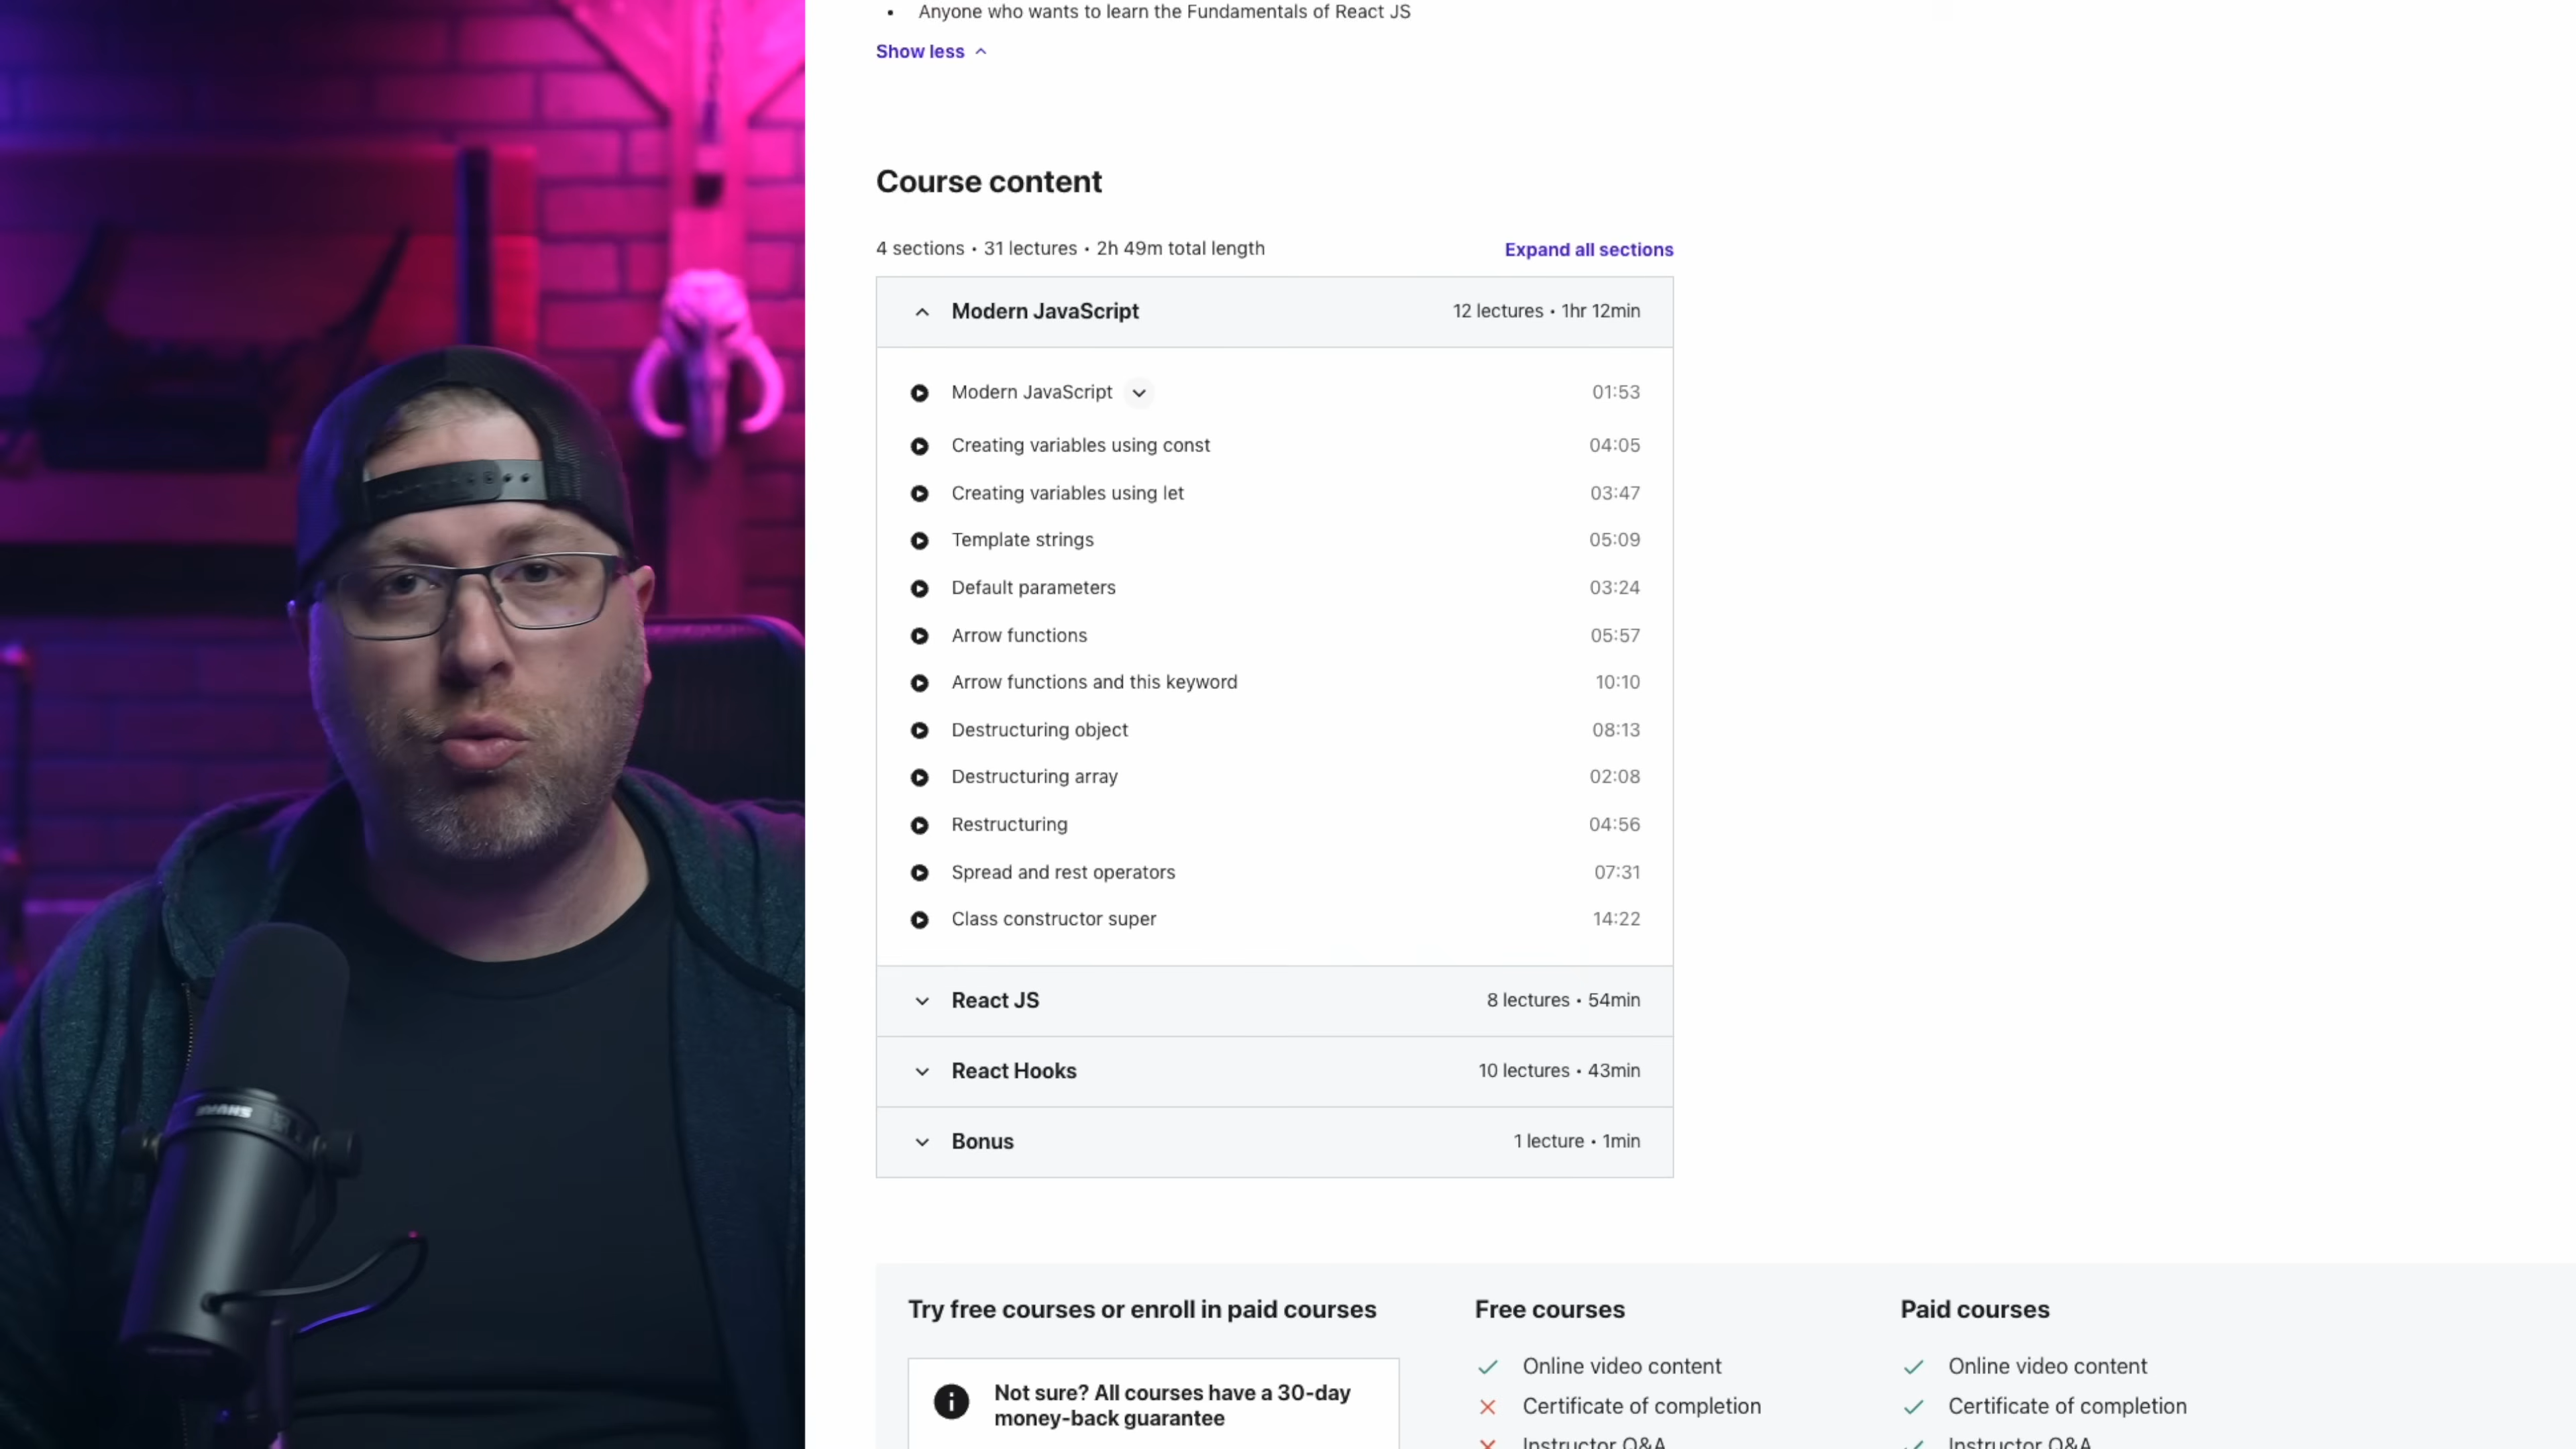 Anyone who wants to learn the Fundamentals of React JS
Show less
Course content
4 sections • 31 lectures • 2h 49m total length
Expand all sections
Modern JavaScript
12 lectures • 1hr 12min
Modern JavaScript
01:53
Creating variables using const
04:05
Creating variables using let
03:47
Template strings
05:09
Default parameters
03:24
Arrow functions
05:57
Arrow functions and this keyword
10:10
Destructuring object
08:13
Destructuring array
02:08
Restructuring
04:56
Spread and rest operators
07:31
Class constructor super
14:22
React JS
8 lectures • 54min
React Hooks
10 lectures • 43min
Bonus
1 lecture • 1min
Try free courses or enroll in paid courses
Not sure? All courses have a 30-day
money-back guarantee
Free courses
Online video content
Certificate of completion
Instructor Q&A
Paid courses
Online video content
Certificate of completion
Instructor Q&A
SHURE